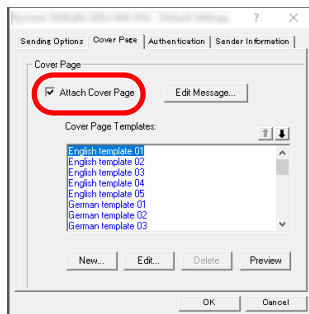 Default Settings
Sending Options Cover Page Authentication Sender Information
Cover Page
Attach Cover Page Edit Message...
Cover Page Templates:
English template 01
English template 02
English template 03
English template 04
English template 05
German template 01
German template 02
German template 03
New... Edit... Delete Preview
OK Cancel